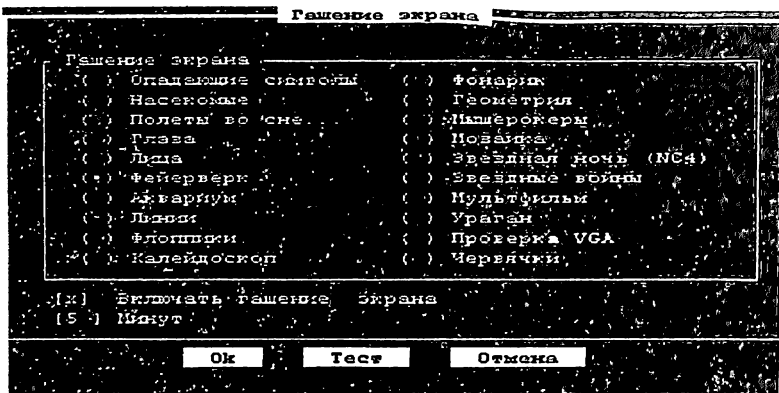 Гашение экрана
Гашение экрана
( ) Опадающие символы ( ) Фонарик
( ) Насекомые ( ) Геометрия
( ) Полеты во сне... ( ) Мышерокеры
( ) Глаза ( ) Мозаика
( ) Лица ( ) Звездная ночь (NC4)
(•) Фейерверк ( ) Звездные войны
( ) Аквариум ( ) Мультфильм
( ) Линии ( ) Ураган
( ) Флоппики ( ) Проверка VGA
( ) Калейдоскоп ( ) Червячки
[x] Включать гашение экрана
[5 ] Минут
Ok Тест Отмена